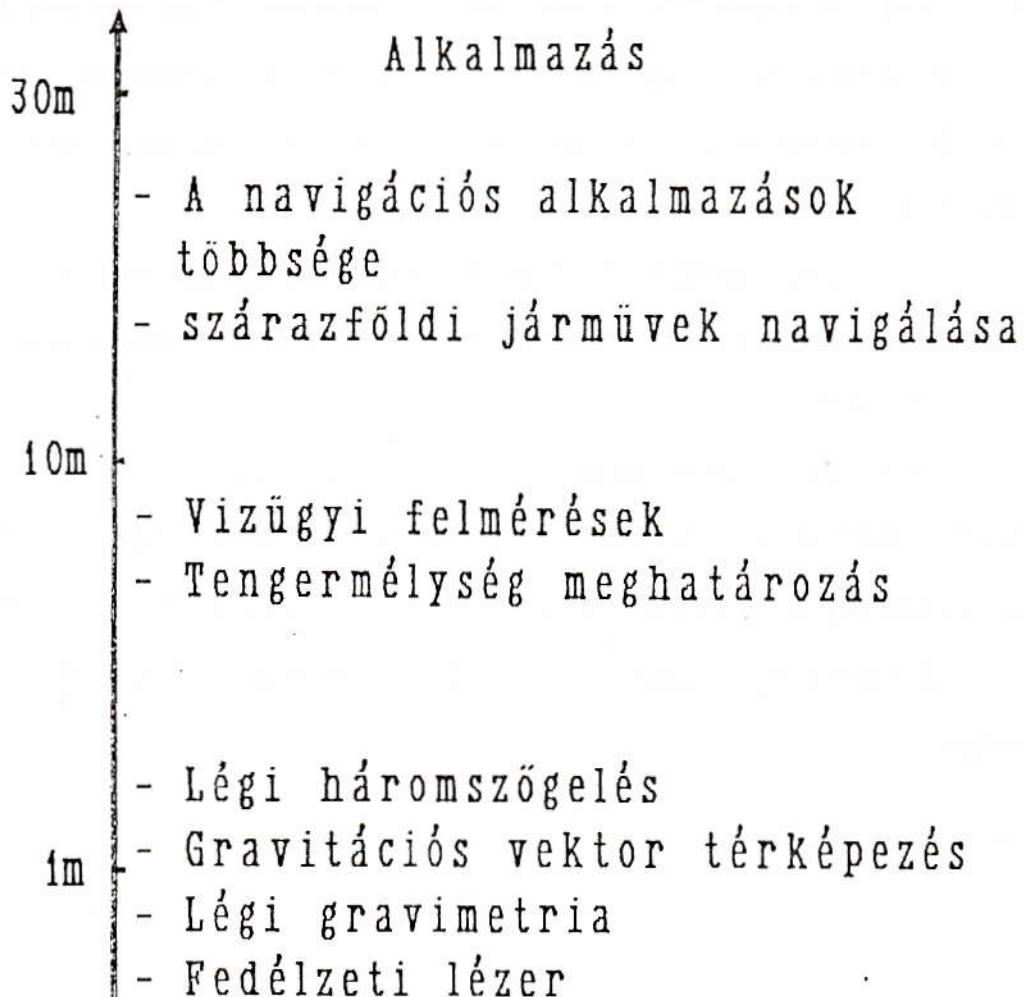 Alkalmazás
30m
- A navigációs alkalmazások
többsége
- szárazföldi jármüvek navigálása
10m
- Vizügyi felmérések
- Tengermélység meghatározás
- Légi háromszögelés
- Gravitációs vektor térképezés
1m
- Légi gravimetria
- Fedélzeti lézer